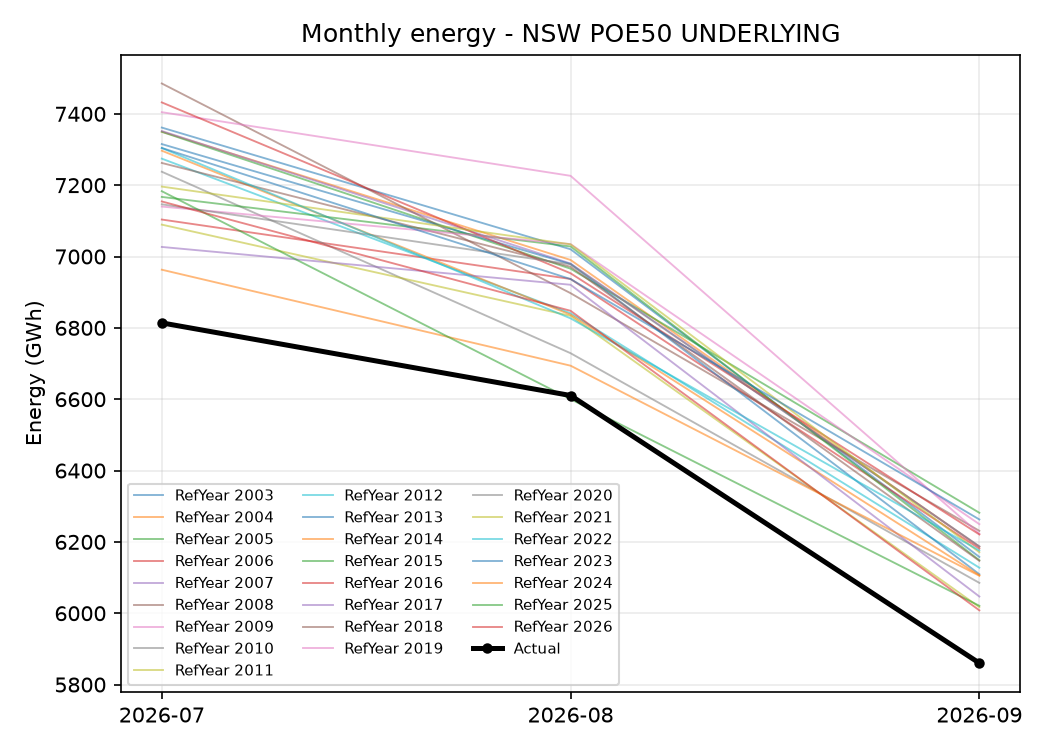 Monthly energy - NSW POE50 UNDERLYING
Energy (GWh)
7400
7200
7000
6800
6600
6400
6200
6000
5800
RefYear 2003
RefYear 2004
RefYear 2005
RefYear 2006
RefYear 2007
RefYear 2008
RefYear 2009
RefYear 2010
RefYear 2011
RefYear 2012
RefYear 2013
RefYear 2014
RefYear 2015
RefYear 2016
RefYear 2017
RefYear 2018
RefYear 2019
RefYear 2020
RefYear 2021
RefYear 2022
RefYear 2023
RefYear 2024
RefYear 2025
RefYear 2026
Actual
2026-07
2026-08
2026-09